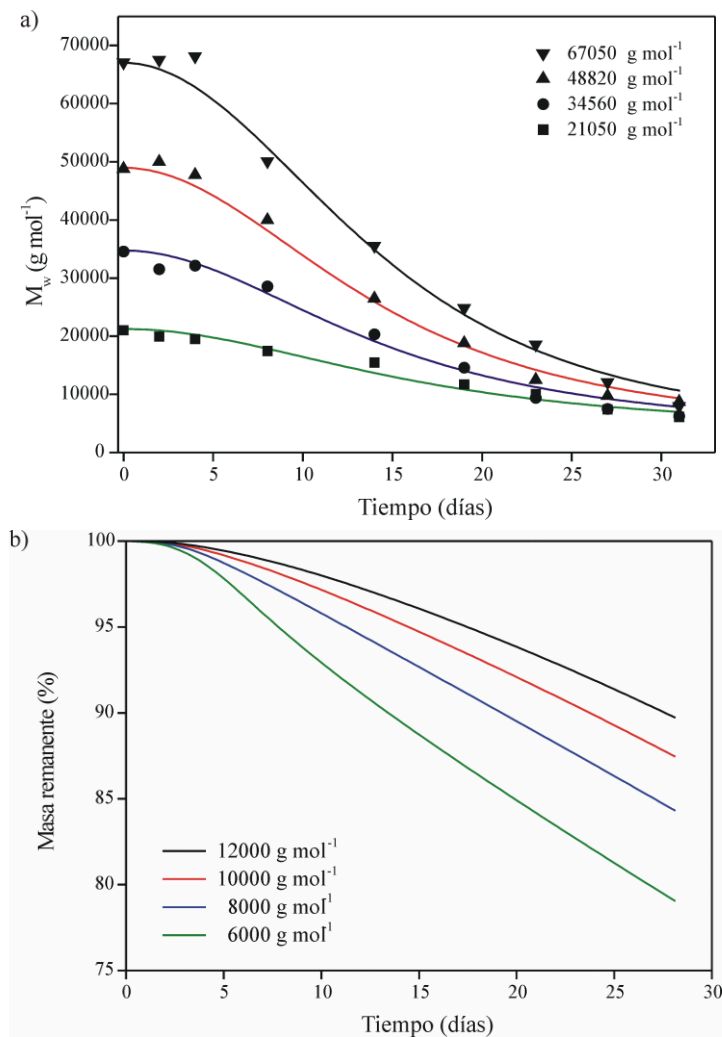 a)
70000
60000
50000
40000
30000
20000
10000
0
M_w (g mol⁻¹)
67050 g mol⁻¹
48820 g mol⁻¹
34560 g mol⁻¹
21050 g mol⁻¹
0 5 10 15 20 25 30
Tiempo (días)
b)
100
95
90
85
80
75
Masa remanente (%)
12000 g mol⁻¹
10000 g mol⁻¹
8000 g mol¹
6000 g mol¹
0 5 10 15 20 25 30
Tiempo (días)